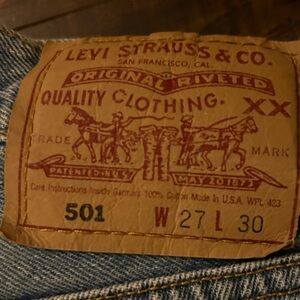 LEVI STRAUSS & CO.
SAN FRANCISCO, CAL.
ORIGINAL RIVETED
QUALITY CLOTHING. XX
TRADE MARK
PATENTED IN U.S. MAY 20 1873
Care Instructions Inside Garment 100% Cotton Made in U.S.A. WPL 423
501 W 27 L 30